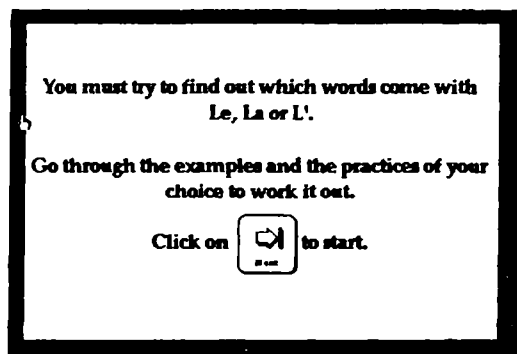 You must try to find out which words come with
Le, La or L'.
Go through the examples and the practices of your
choice to work it out.
Click on
to start.